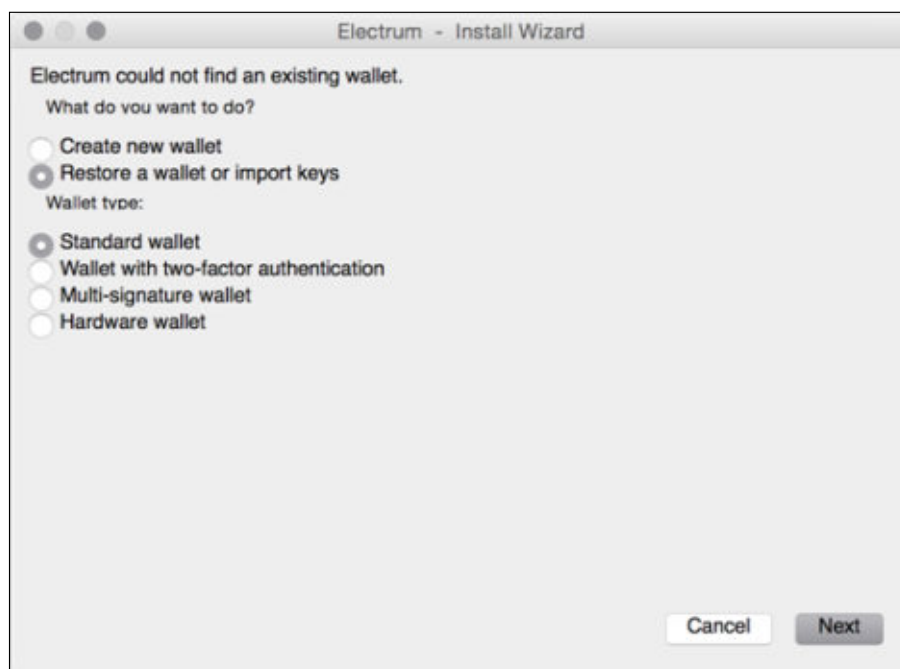 Electrum - Install Wizard
Electrum could not find an existing wallet.
What do you want to do?
Create new wallet
Restore a wallet or import keys
Wallet type:
Standard wallet
Wallet with two-factor authentication
Multi-signature wallet
Hardware wallet
Cancel Next